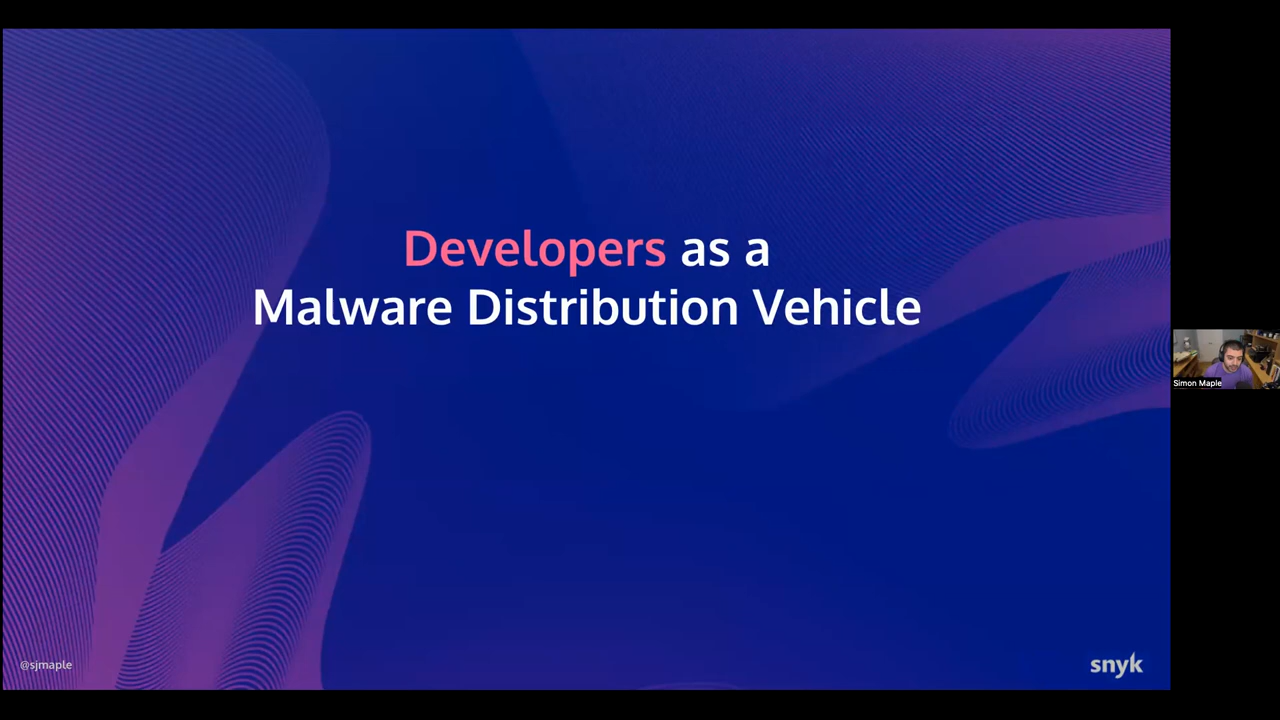 Developers as a
Malware Distribution Vehicle
Simon Maple
@sjmaple
snyk